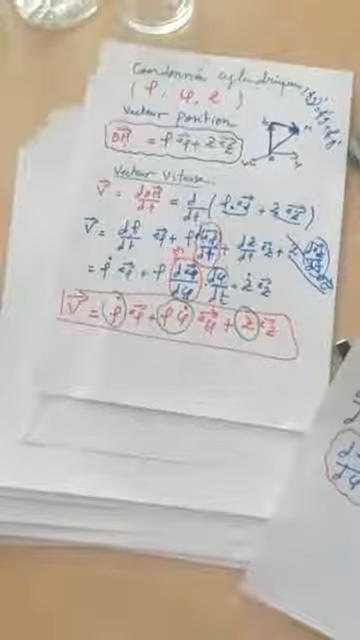 Coordonné cylindriques
(ρ, φ, z)
Vecteur position
OM = ρ e⃗ρ + z e⃗z
Vecteur Vitesse
V⃗ = dOM/dt = d/dt (ρ e⃗ρ + z e⃗z)
V⃗ = dρ/dt e⃗ρ + ρ de⃗ρ/dt + dz/dt e⃗z + z de⃗z/dt
= ρ̇ e⃗ρ + ρ de⃗ρ/dφ · dφ/dt + ż e⃗z
V⃗ = ρ̇ e⃗ρ + ρ φ̇ e⃗φ + ż e⃗z